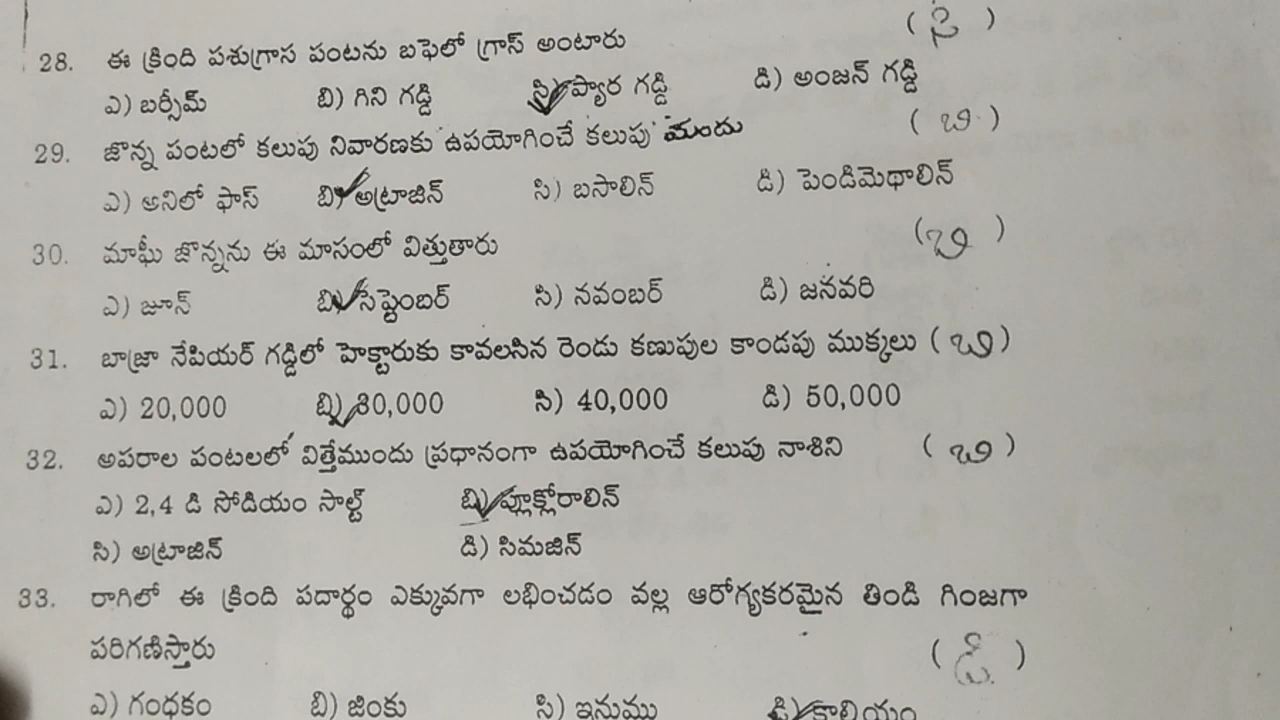 28. ఈ క్రింది పశుగ్రాస పంటను బఫెలో గ్రాస్ అంటారు (సి)
ఎ) బర్సీమ్ బి) గిని గడ్డి సి) ప్యార గడ్డి డి) అంజన్ గడ్డి
29. జొన్న పంటలో కలుపు నివారణకు ఉపయోగించే కలుపు మందు (బి)
ఎ) అనిలో ఫాస్ బి) అట్రాజిన్ సి) బసాలిన్ డి) పెండిమెథాలిన్
30. మాఘీ జొన్నను ఈ మాసంలో విత్తుతారు (బి)
ఎ) జూన్ బి) సెప్టెంబర్ సి) నవంబర్ డి) జనవరి
31. బాజ్రా నేపియర్ గడ్డిలో హెక్టారుకు కావలసిన రెండు కణుపుల కాండపు ముక్కలు (బి)
ఎ) 20,000 బి) 30,000 సి) 40,000 డి) 50,000
32. అపరాల పంటలలో విత్తేముందు ప్రధానంగా ఉపయోగించే కలుపు నాశిని (బి)
ఎ) 2,4 డి సోడియం సాల్ట్ బి) ప్లూక్లోరాలిన్
సి) అట్రాజిన్ డి) సిమజిన్
33. రాగిలో ఈ క్రింది పదార్థం ఎక్కువగా లభించడం వల్ల ఆరోగ్యకరమైన తిండి గింజగా
పరిగణిస్తారు (డి)
ఎ) గంధకం బి) జింకు సి) ఇనుము డి) కాల్షియం